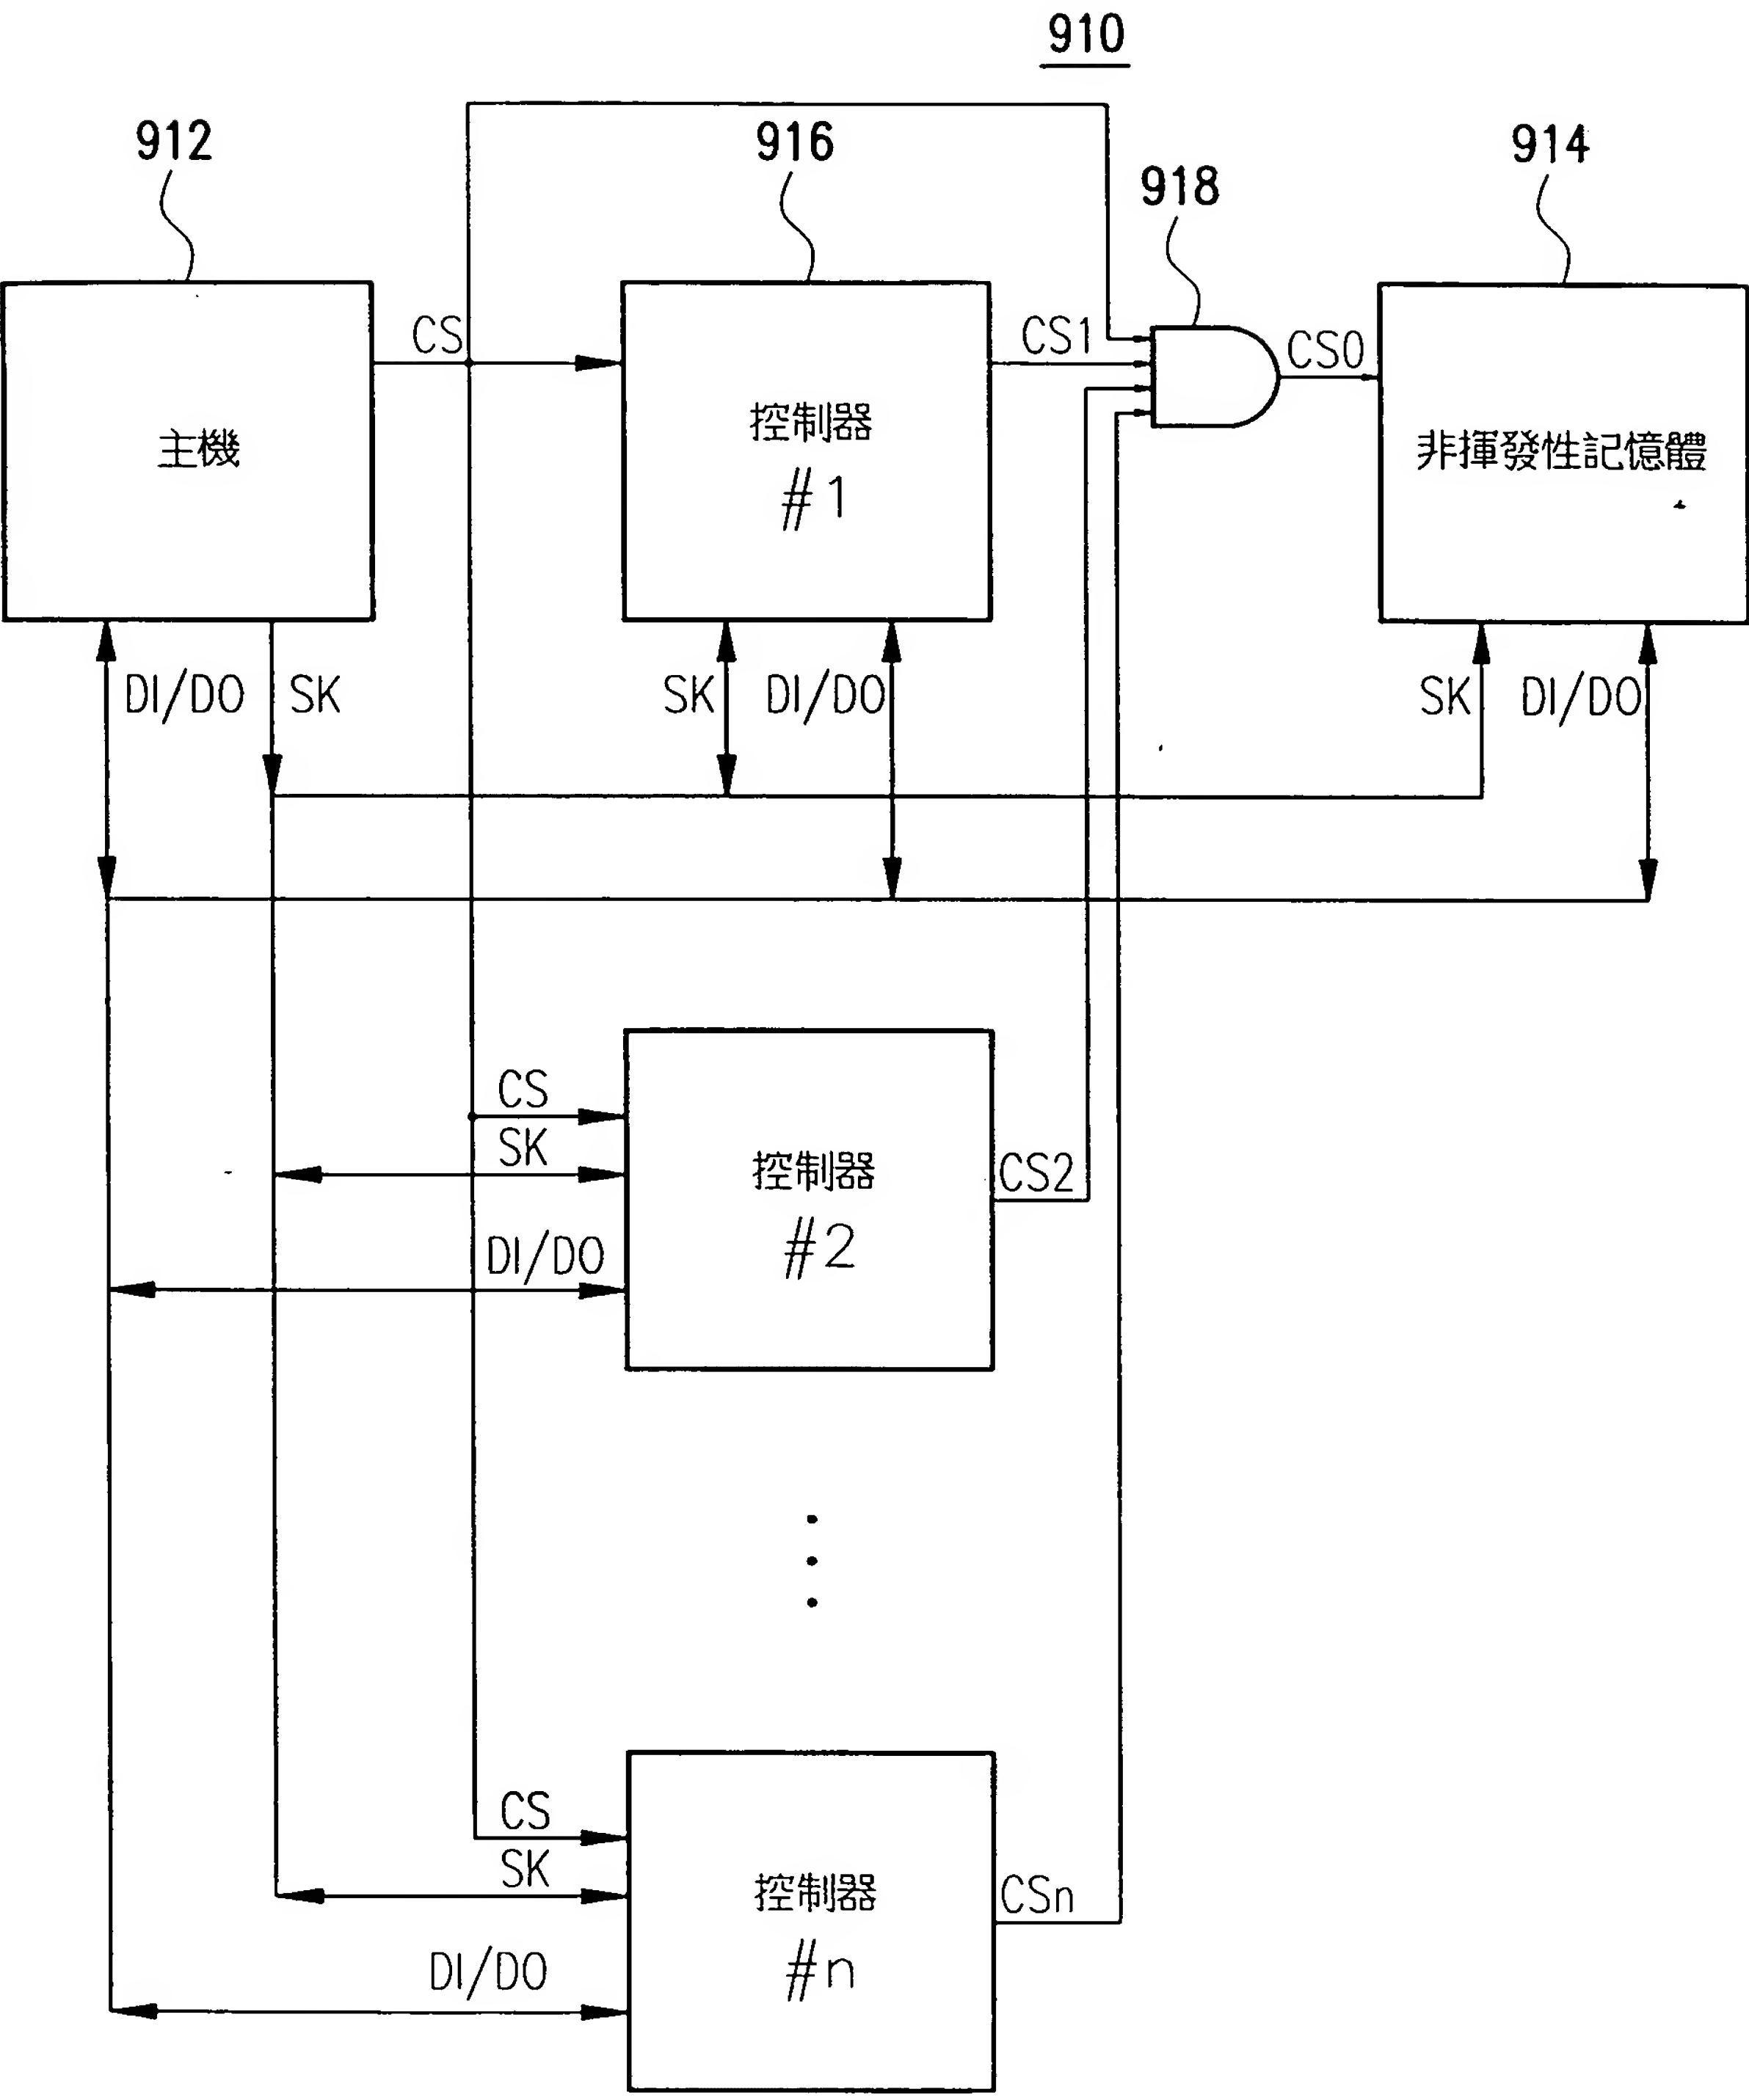 910
912
916
918
914
CS
CS1
CS0
主機
控制器
#1
非揮發性記憶體
DI/DO
SK
SK
DI/DO
SK
DI/DO
CS
SK
DI/DO
控制器
#2
CS2
CS
SK
DI/DO
控制器
#n
CSn